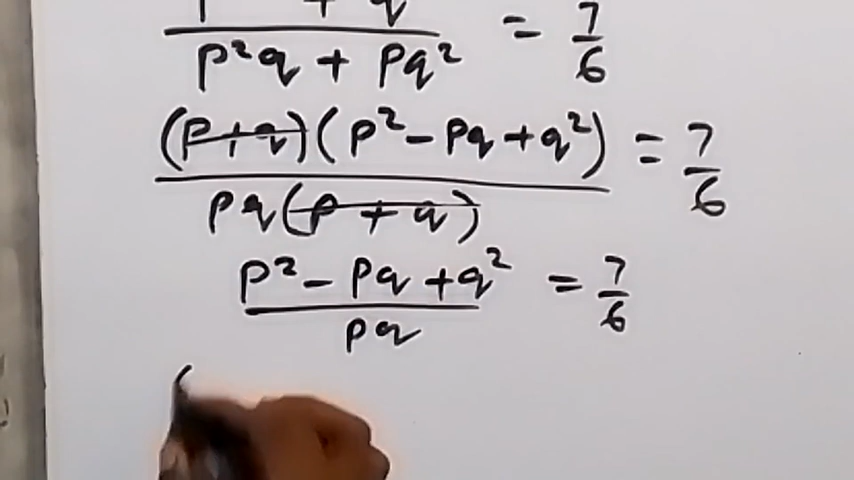 p + q / p²q + pq² = 7/6
(p+q)(p² - pq + q²) / pq(p + q) = 7/6
p² - pq + q² / pq = 7/6
(